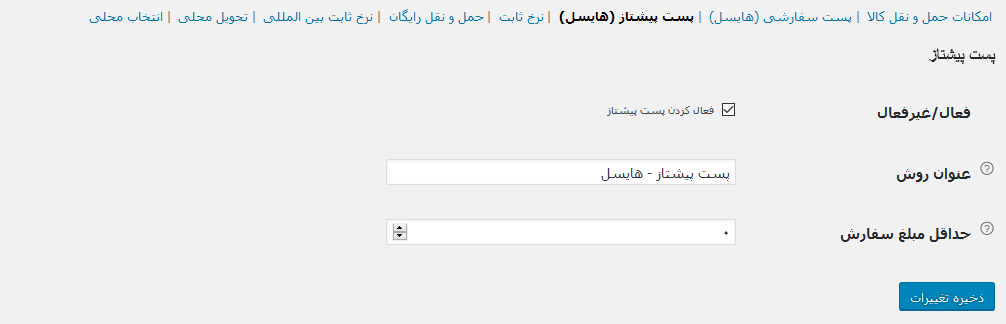 امکانات حمل و نقل کالا | پست سفارشی (هایسل) | پست پیشتاز (هایسل) | نرخ ثابت | حمل و نقل رایگان | نرخ ثابت بین المللی | تحویل محلی | انتخاب محلی
پست پیشتاز
فعال/غیرفعال
فعال کردن پست پیشتاز
عنوان روش
پست پیشتاز - هایسل
حداقل مبلغ سفارش
۰
ذخیره تغییرات